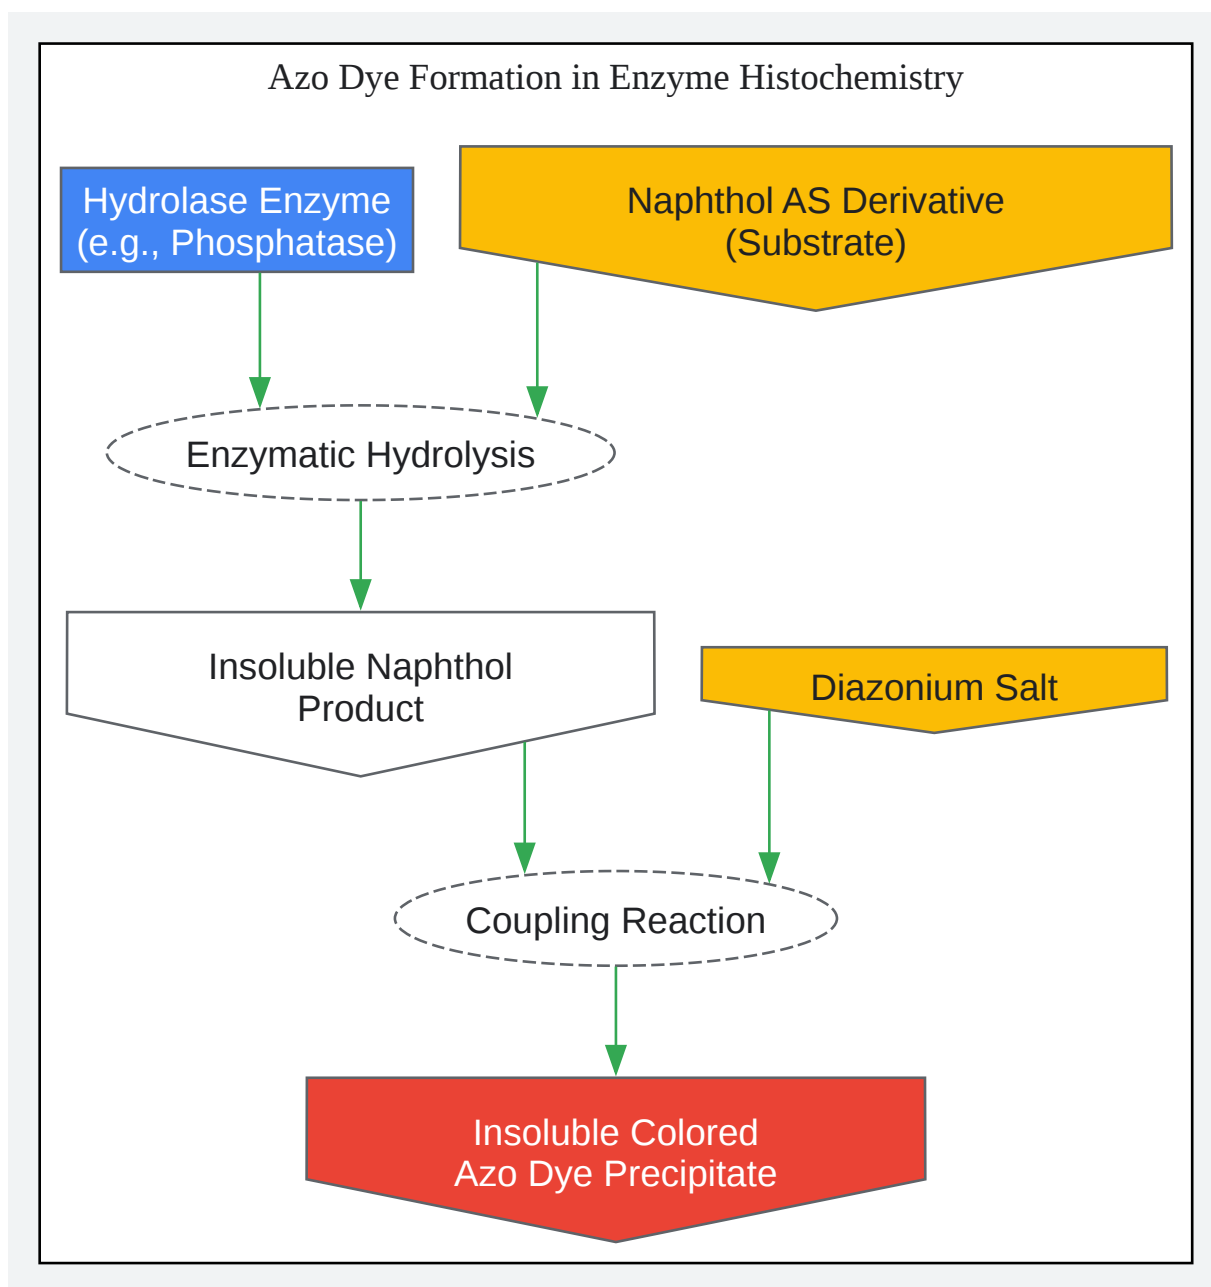 Azo Dye Formation in Enzyme Histochemistry
Hydrolase Enzyme
(e.g., Phosphatase)
Naphthol AS Derivative
(Substrate)
Enzymatic Hydrolysis
Insoluble Naphthol
Product
Diazonium Salt
Coupling Reaction
Insoluble Colored
Azo Dye Precipitate